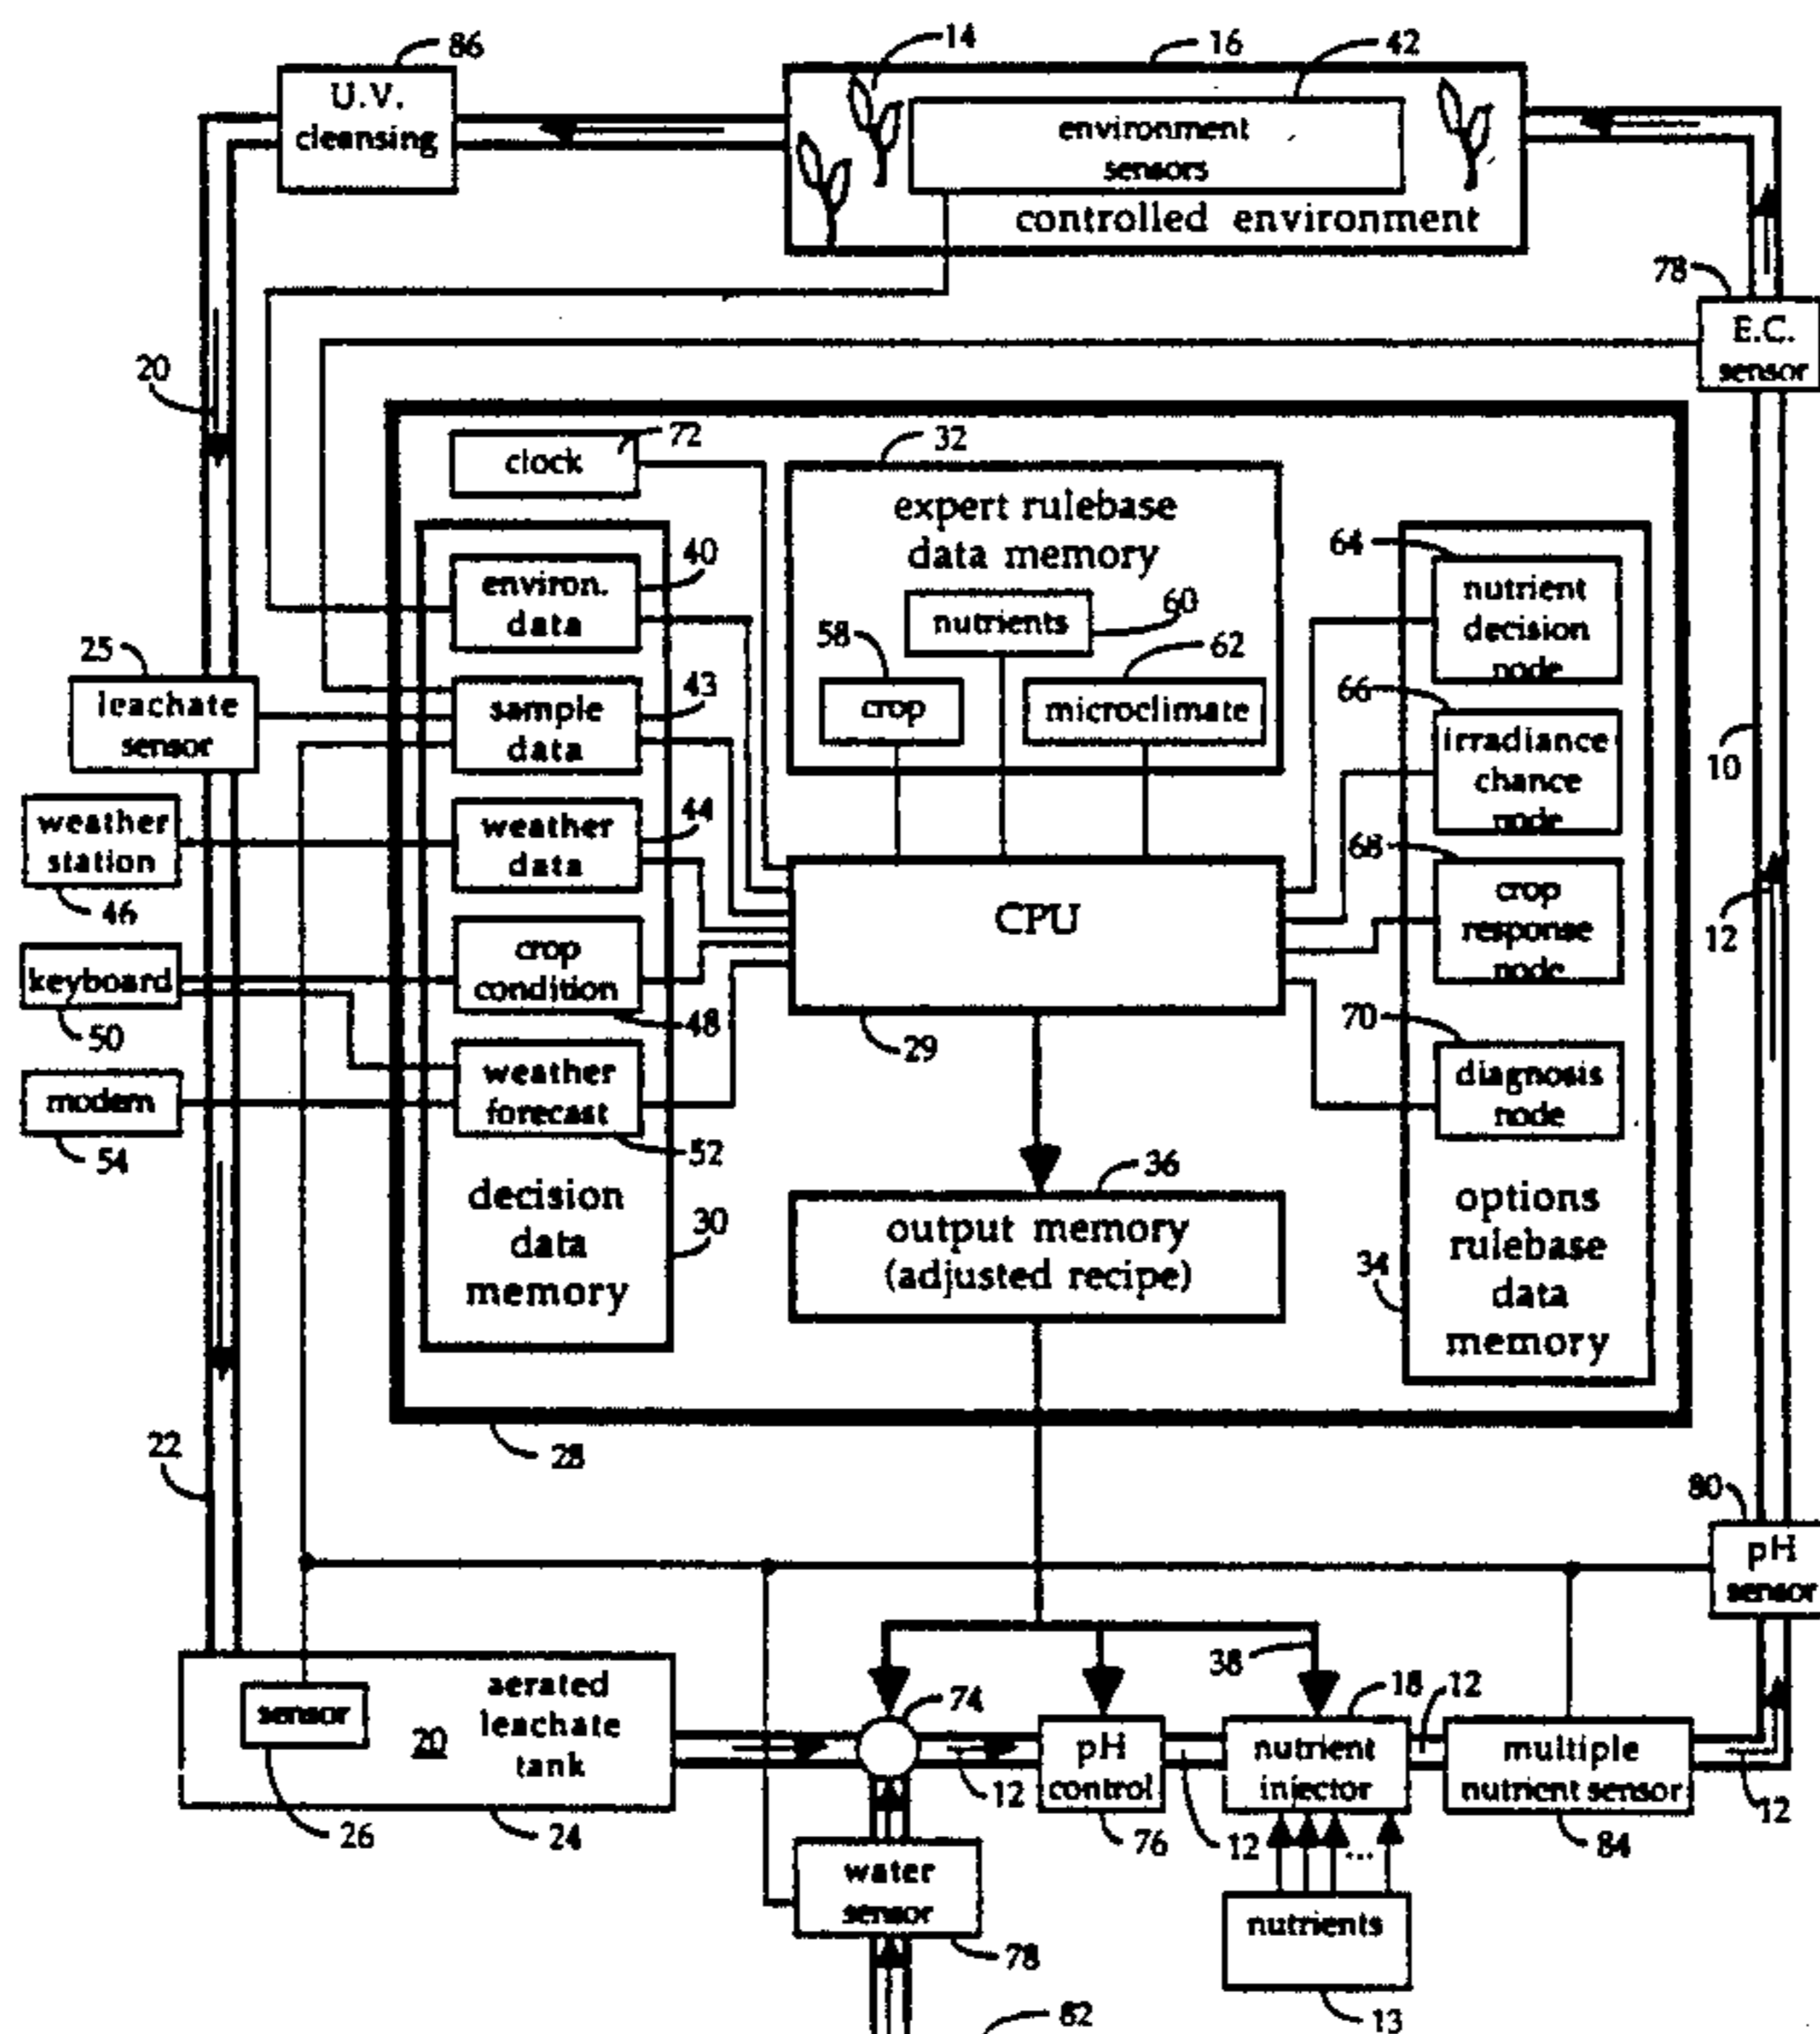 86
14
16
42
U.V.
cleansing
environment
sensors
controlled environment
78
E.C.
sensor
20
clock
72
32
expert rulebase
data memory
nutrients
60
58
crop
62
microclimate
40
environ.
data
25
leachate
sensor
43
sample
data
weather
station
46
44
weather
data
keyboard
50
crop
condition
48
modem
54
weather
forecast
52
decision
data
memory
30
CPU
29
64
nutrient
decision
node
66
irradiance
chance
node
68
crop
response
node
70
diagnosis
node
10
12
36
output memory
(adjusted recipe)
34
options
rulebase
data
memory
28
22
80
pH
sensor
38
sensor
20
aerated
leachate
tank
26
24
74
12
pH
control
76
12
18
nutrient
injector
12
multiple
nutrient sensor
84
12
water
sensor
78
...
nutrients
13
82